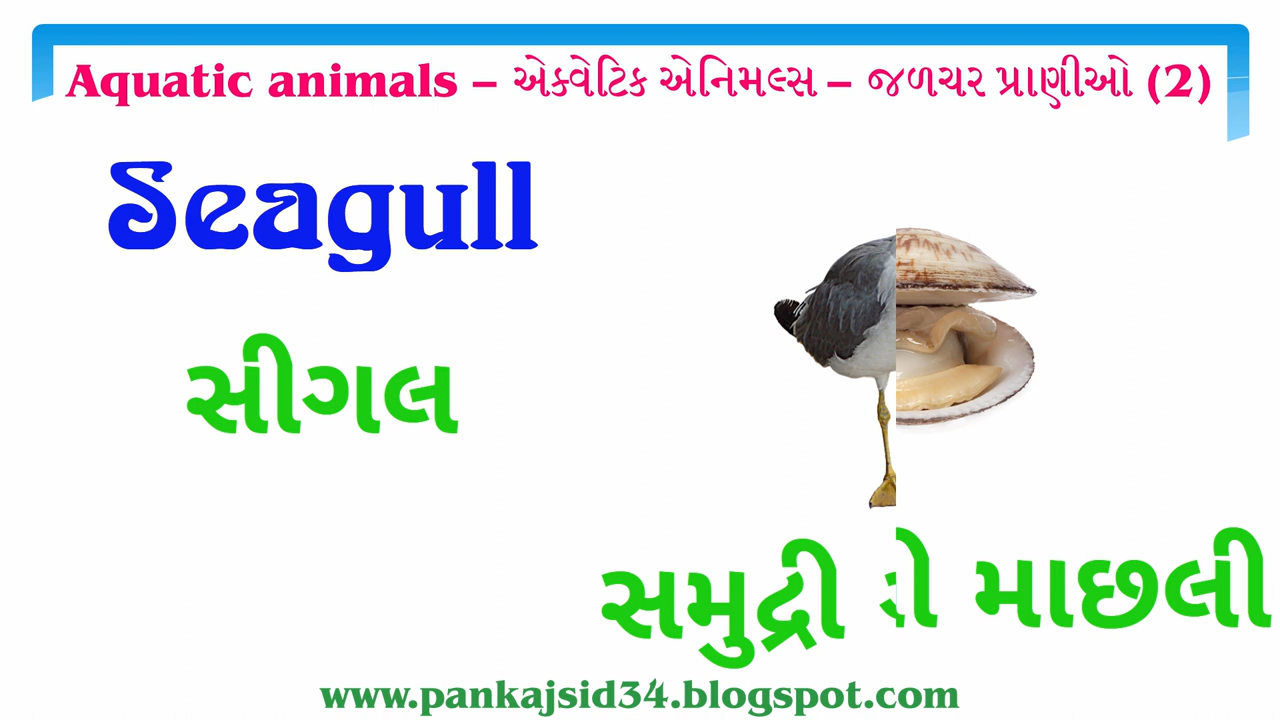 Aquatic animals – એક્વેટિક એનિમલ્સ – જળચર પ્રાણીઓ (2)
Seagull
સીગલ
સમુદ્રી માછલી
www.pankajsid34.blogspot.com